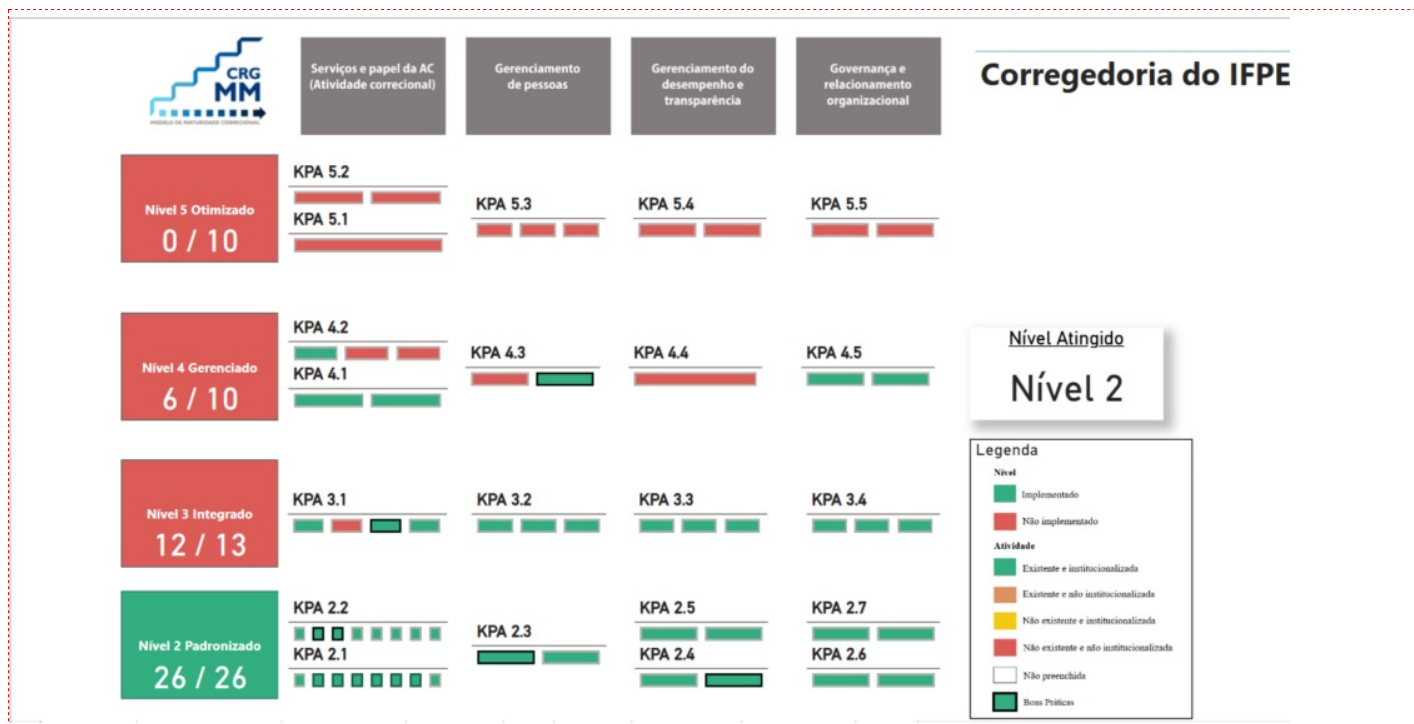 CRG
MM
MODELO DE MATURIDADE CORRECIONAL
Serviços e papel da AC
(Atividade correcional)
Gerenciamento
de pessoas
Gerenciamento do
desempenho e
transparência
Governança e
relacionamento
organizacional
Corregedoria do IFPE
Nível 5 Otimizado
0 / 10
KPA 5.2
KPA 5.1
KPA 5.3
KPA 5.4
KPA 5.5
Nível 4 Gerenciado
6 / 10
KPA 4.2
KPA 4.1
KPA 4.3
KPA 4.4
KPA 4.5
Nível Atingido
Nível 2
Nível 3 Integrado
12 / 13
KPA 3.1
KPA 3.2
KPA 3.3
KPA 3.4
Nível 2 Padronizado
26 / 26
KPA 2.2
KPA 2.1
KPA 2.3
KPA 2.5
KPA 2.4
KPA 2.7
KPA 2.6
Legenda
Nível
Implementado
Não implementado
Atividade
Existente e institucionalizada
Existente e não institucionalizada
Não existente e institucionalizada
Não existente e não institucionalizada
Não preenchida
Boas Práticas